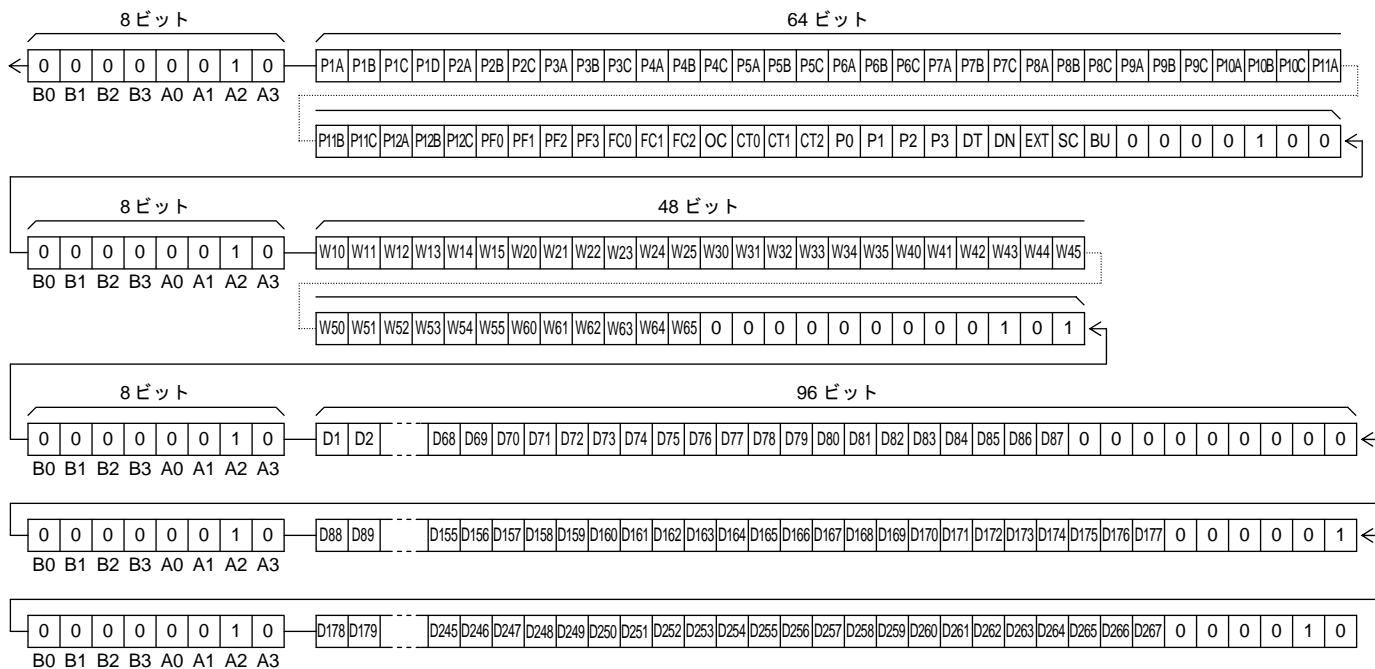 8 ビット 64 ビット
0 0 0 0 0 0 1 0 P1A P1B P1C P1D P2A P2B P2C P3A P3B P3C P4A P4B P4C P5A P5B P5C P6A P6B P6C P7A P7B P7C P8A P8B P8C P9A P9B P9C P10A P10B P10C P11A
B0 B1 B2 B3 A0 A1 A2 A3
P11B P11C P12A P12B P12C PF0 PF1 PF2 PF3 FC0 FC1 FC2 OC CT0 CT1 CT2 P0 P1 P2 P3 DT DN EXT SC BU 0 0 0 0 1 0 0
8 ビット 48 ビット
0 0 0 0 0 0 1 0 W10 W11 W12 W13 W14 W15 W20 W21 W22 W23 W24 W25 W30 W31 W32 W33 W34 W35 W40 W41 W42 W43 W44 W45
B0 B1 B2 B3 A0 A1 A2 A3
W50 W51 W52 W53 W54 W55 W60 W61 W62 W63 W64 W65 0 0 0 0 0 0 0 0 0 1 0 1
8 ビット 96 ビット
0 0 0 0 0 0 1 0 D1 D2 D68 D69 D70 D71 D72 D73 D74 D75 D76 D77 D78 D79 D80 D81 D82 D83 D84 D85 D86 D87 0 0 0 0 0 0 0 0 0
B0 B1 B2 B3 A0 A1 A2 A3
0 0 0 0 0 0 1 0 D88 D89 D155 D156 D157 D158 D159 D160 D161 D162 D163 D164 D165 D166 D167 D168 D169 D170 D171 D172 D173 D174 D175 D176 D177 0 0 0 0 0 1
B0 B1 B2 B3 A0 A1 A2 A3
0 0 0 0 0 0 1 0 D178 D179 D245 D246 D247 D248 D249 D250 D251 D252 D253 D254 D255 D256 D257 D258 D259 D260 D261 D262 D263 D264 D265 D266 D267 0 0 0 0 1 0
B0 B1 B2 B3 A0 A1 A2 A3